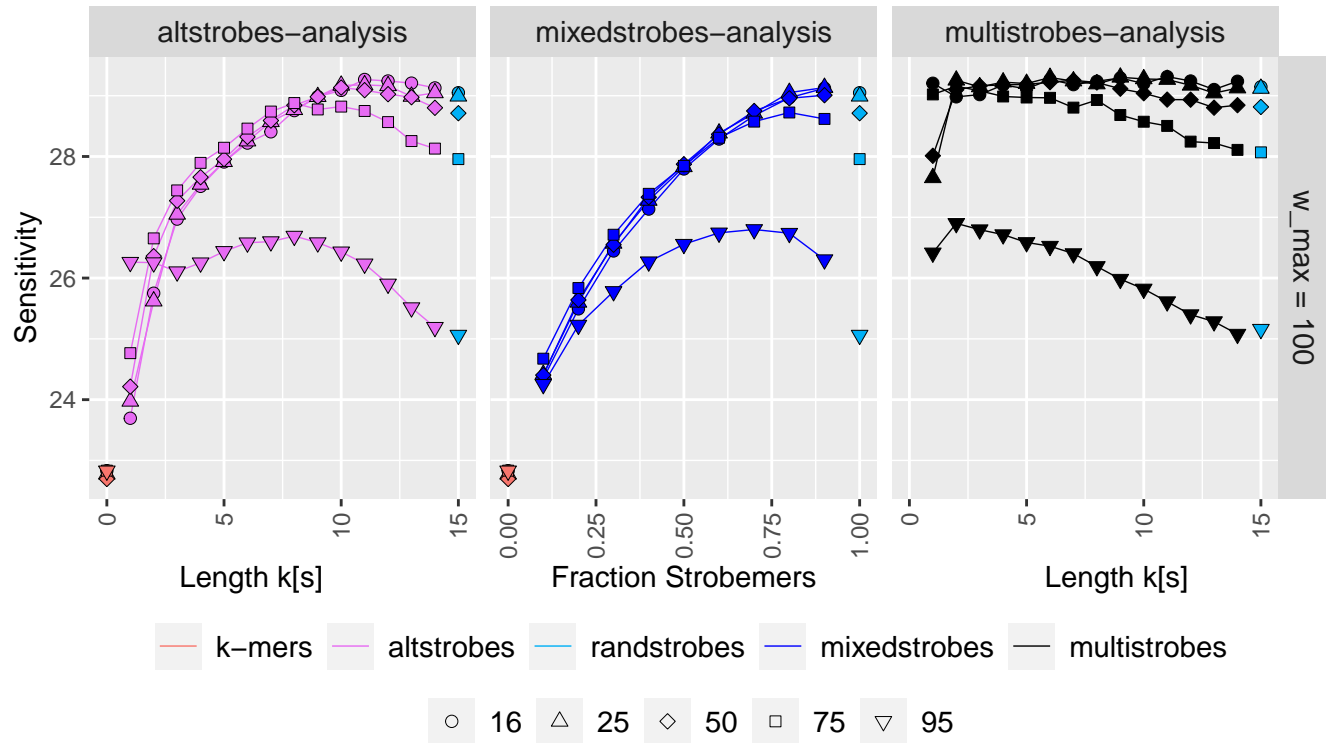 altstrobes−analysis
mixedstrobes−analysis
multistrobes−analysis
Sensitivity
28
26
24
w_max = 100
0 5 10 15
0.00 0.25 0.50 0.75 1.00
0 5 10 15
Length k[s]
Fraction Strobemers
Length k[s]
k−mers altstrobes randstrobes mixedstrobes multistrobes
16 25 50 75 95